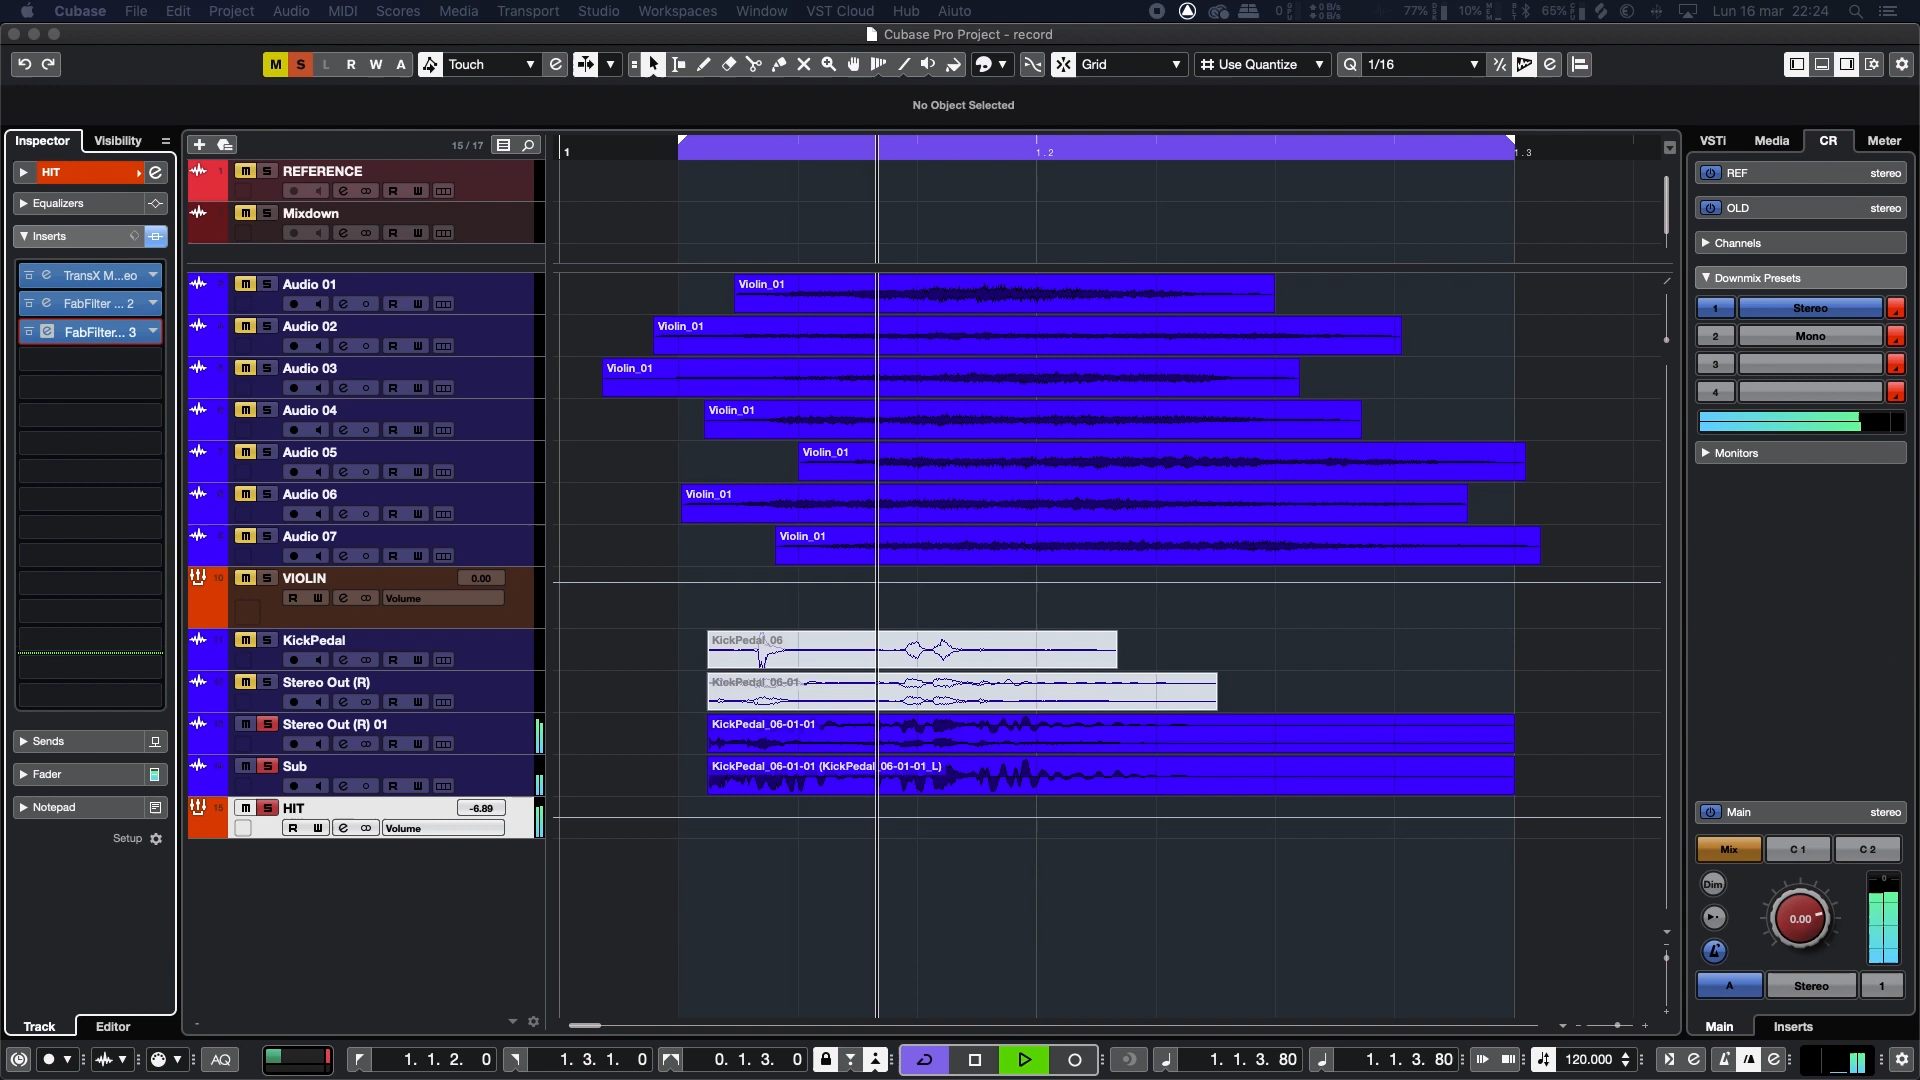 Cubase File Edit Project Audio MIDI Scores Media Transport Studio Workspaces Window VST Cloud Hub Aiuto
77% 10% 65% Lun 16 mar 22:24
Cubase Pro Project - record
M S L R W A Touch Grid Use Quantize Q 1/16
No Object Selected
Inspector Visibility
HIT
Equalizers
Inserts
TransX M...eo
FabFilter ... 2
FabFilter... 3
Sends
Fader
Notepad
Setup
Track Editor
15 / 17
1 1.2 1.3
1 m S REFERENCE
R W
m S Mixdown
R W
m S Audio 01
R W
Violin_01
m S Audio 02
R W
Violin_01
m S Audio 03
R W
Violin_01
m S Audio 04
R W
Violin_01
m S Audio 05
R W
Violin_01
m S Audio 06
R W
Violin_01
m S Audio 07
R W
Violin_01
10 m S VIOLIN 0.00
R W Volume
m S KickPedal
R W
KickPedal_06
m S Stereo Out (R)
R W
KickPedal_06-01
m S Stereo Out (R) 01
R W
KickPedal_06-01-01
m S Sub
R W
KickPedal_06-01-01 (KickPedal_06-01-01_L)
15 m S HIT -6.89
R W Volume
VSTi Media CR Meter
REF stereo
OLD stereo
Channels
Downmix Presets
1 Stereo
2 Mono
3
4
Monitors
Main stereo
Mix C 1 C 2
Dim
0
0.00
A Stereo 1
Main Inserts
AQ 1. 1. 2. 0 1. 3. 1. 0 0. 1. 3. 0 1. 1. 3. 80 1. 1. 3. 80 120.000